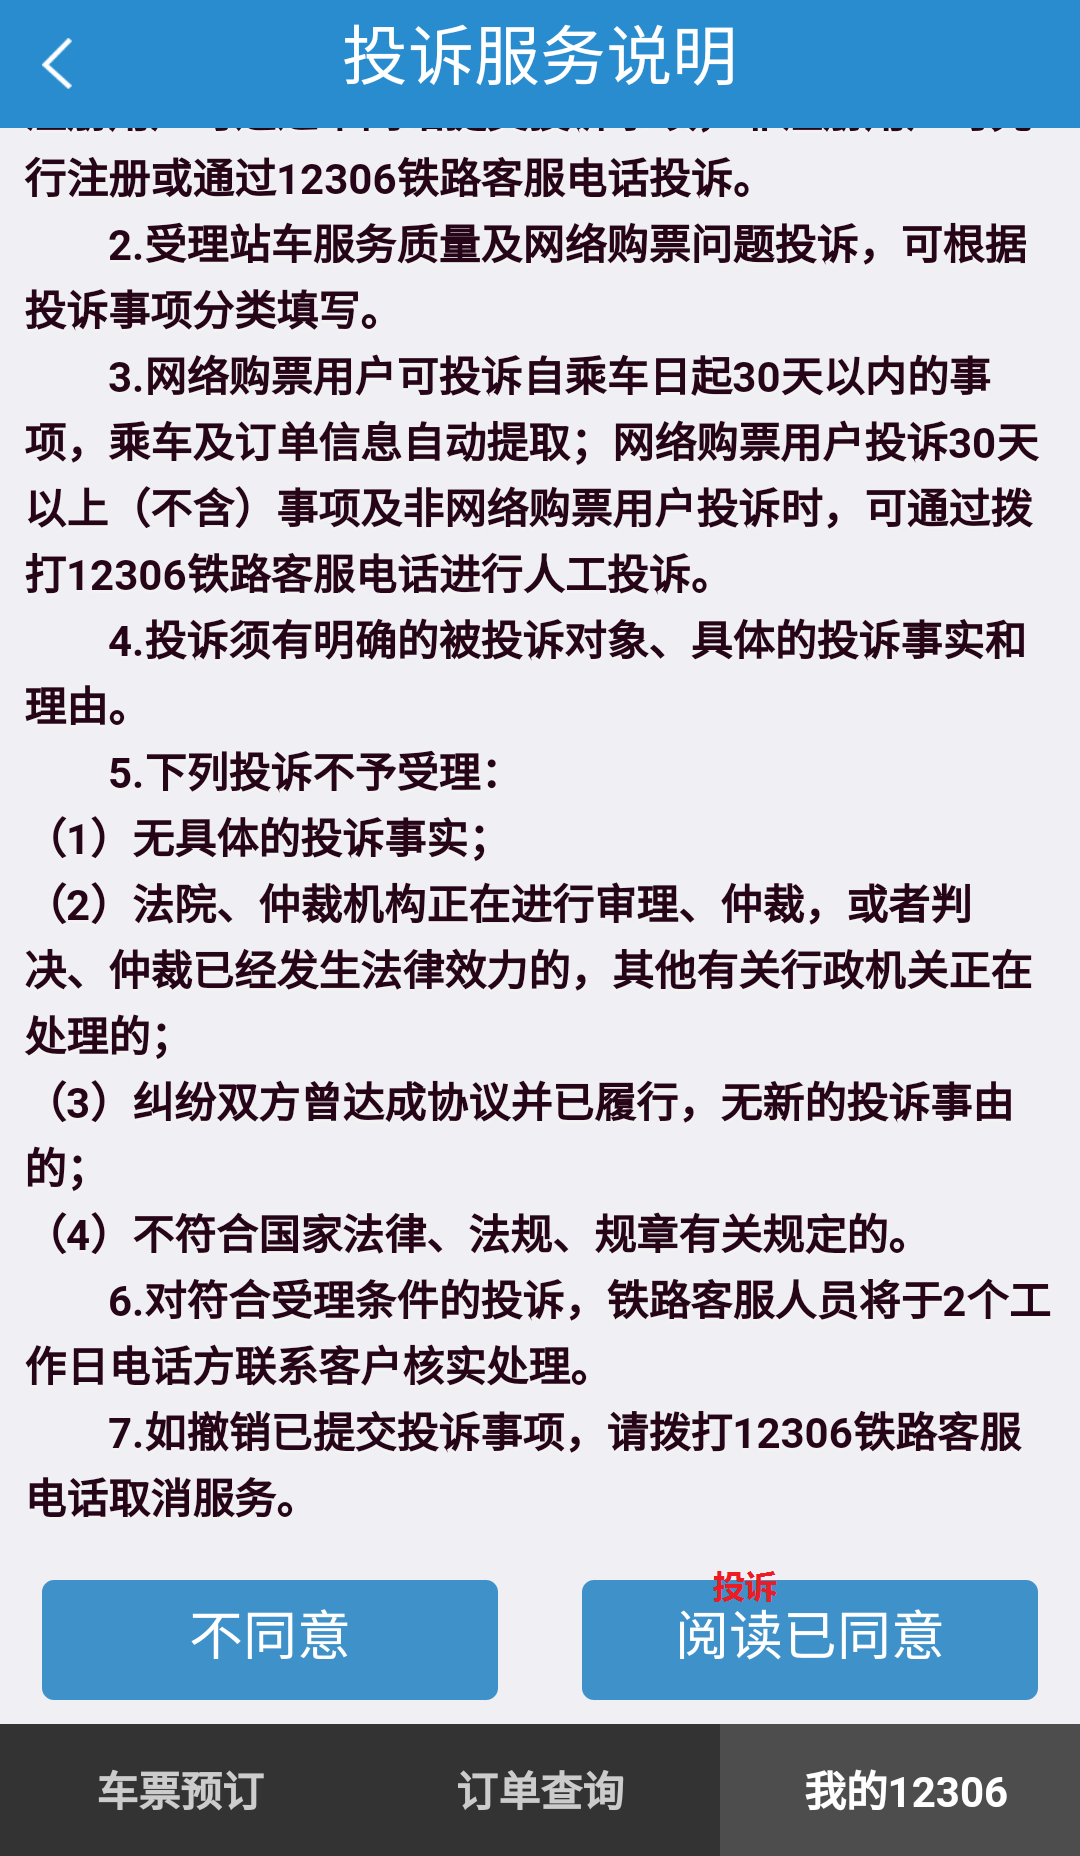 投诉服务说明
行注册或通过12306铁路客服电话投诉。
2.受理站车服务质量及网络购票问题投诉，可根据
投诉事项分类填写。
3.网络购票用户可投诉自乘车日起30天以内的事
项，乘车及订单信息自动提取；网络购票用户投诉30天
以上（不含）事项及非网络购票用户投诉时，可通过拨
打12306铁路客服电话进行人工投诉。
4.投诉须有明确的被投诉对象、具体的投诉事实和
理由。
5.下列投诉不予受理：
（1）无具体的投诉事实；
（2）法院、仲裁机构正在进行审理、仲裁，或者判
决、仲裁已经发生法律效力的，其他有关行政机关正在
处理的；
（3）纠纷双方曾达成协议并已履行，无新的投诉事由
的；
（4）不符合国家法律、法规、规章有关规定的。
6.对符合受理条件的投诉，铁路客服人员将于2个工
作日电话方联系客户核实处理。
7.如撤销已提交投诉事项，请拨打12306铁路客服
电话取消服务。
投诉
不同意
阅读已同意
车票预订
订单查询
我的12306